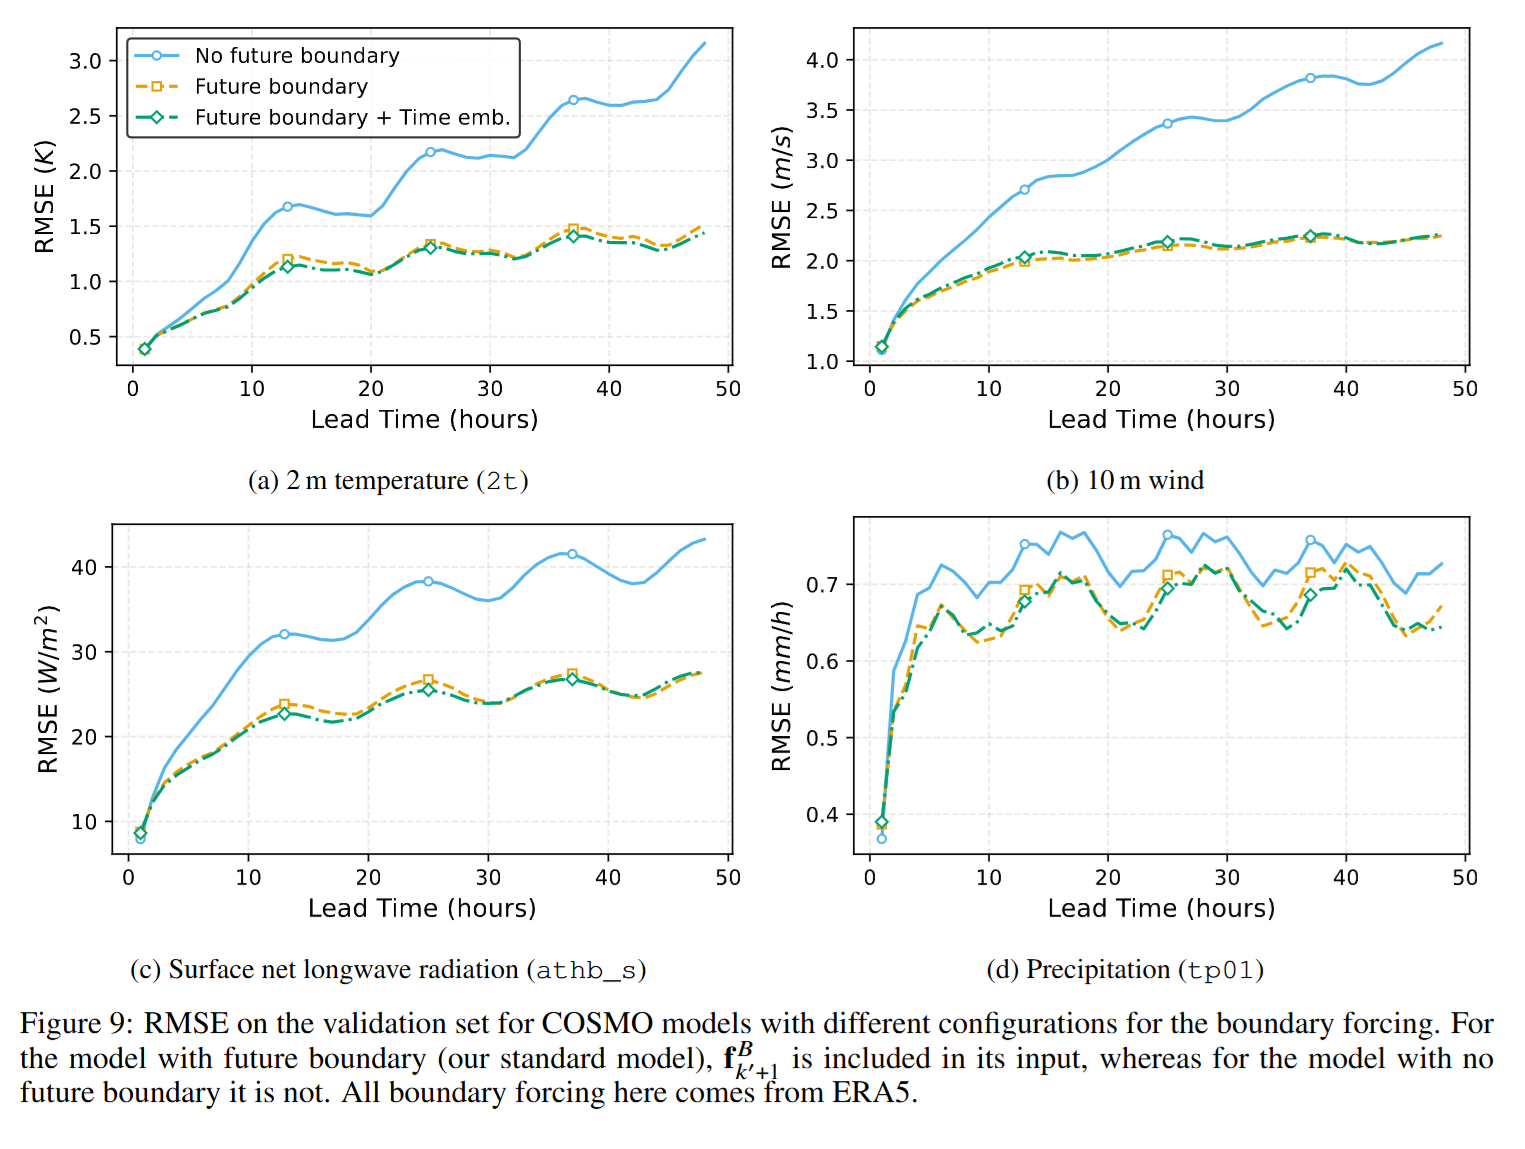 No future boundary
Future boundary
Future boundary + Time emb.
RMSE (K)
3.0
2.5
2.0
1.5
1.0
0.5
0 10 20 30 40 50
Lead Time (hours)
(a) 2 m temperature (2t)
RMSE (m/s)
4.0
3.5
3.0
2.5
2.0
1.5
1.0
0 10 20 30 40 50
Lead Time (hours)
(b) 10 m wind
RMSE (W/m²)
40
30
20
10
0 10 20 30 40 50
Lead Time (hours)
(c) Surface net longwave radiation (athb_s)
RMSE (mm/h)
0.7
0.6
0.5
0.4
0 10 20 30 40 50
Lead Time (hours)
(d) Precipitation (tp01)
Figure 9: RMSE on the validation set for COSMO models with different configurations for the boundary forcing. For
the model with future boundary (our standard model), f^B_{k'+1} is included in its input, whereas for the model with no
future boundary it is not. All boundary forcing here comes from ERA5.